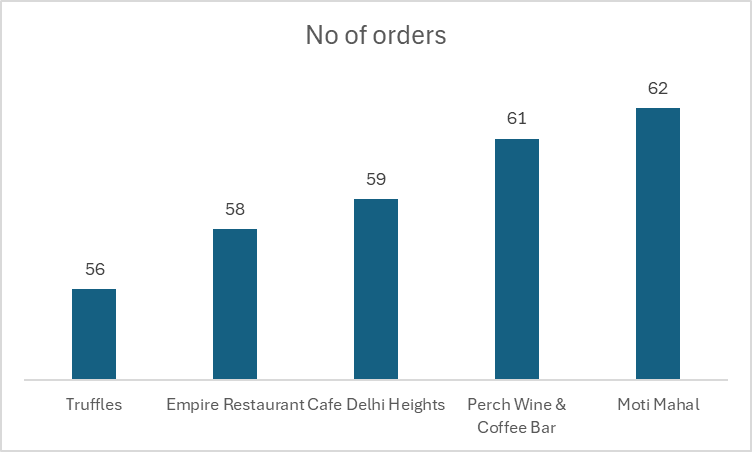 No of orders
62
61
59
58
56
Truffles Empire Restaurant Cafe Delhi Heights Perch Wine & Moti Mahal
Coffee Bar